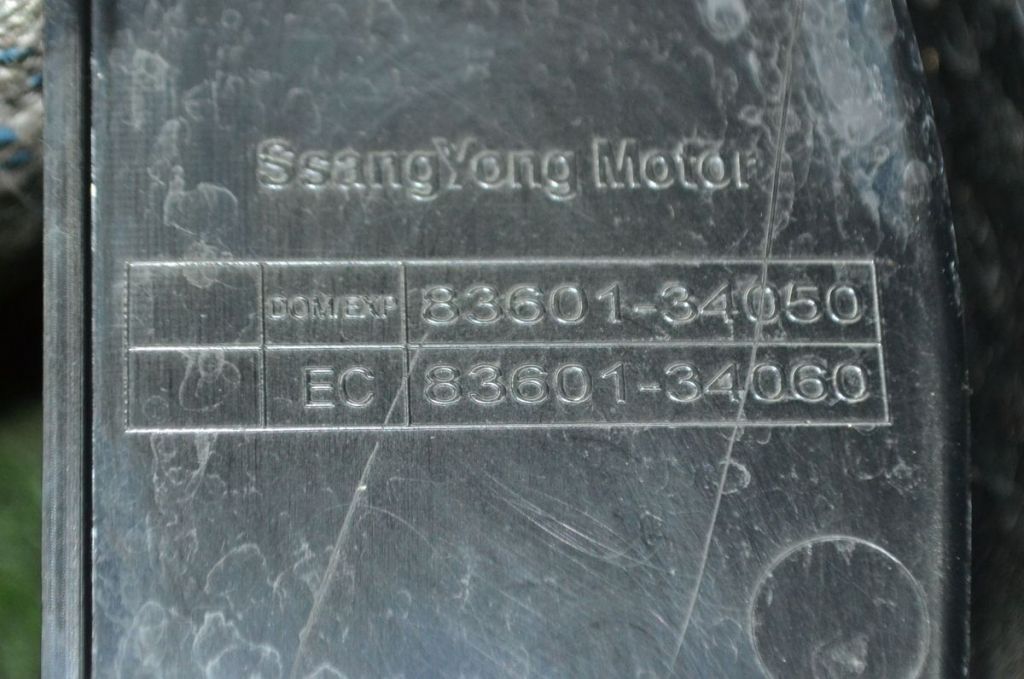 SsangYong Motor
DOM/EXP 83601-34050
EC 83601-34060